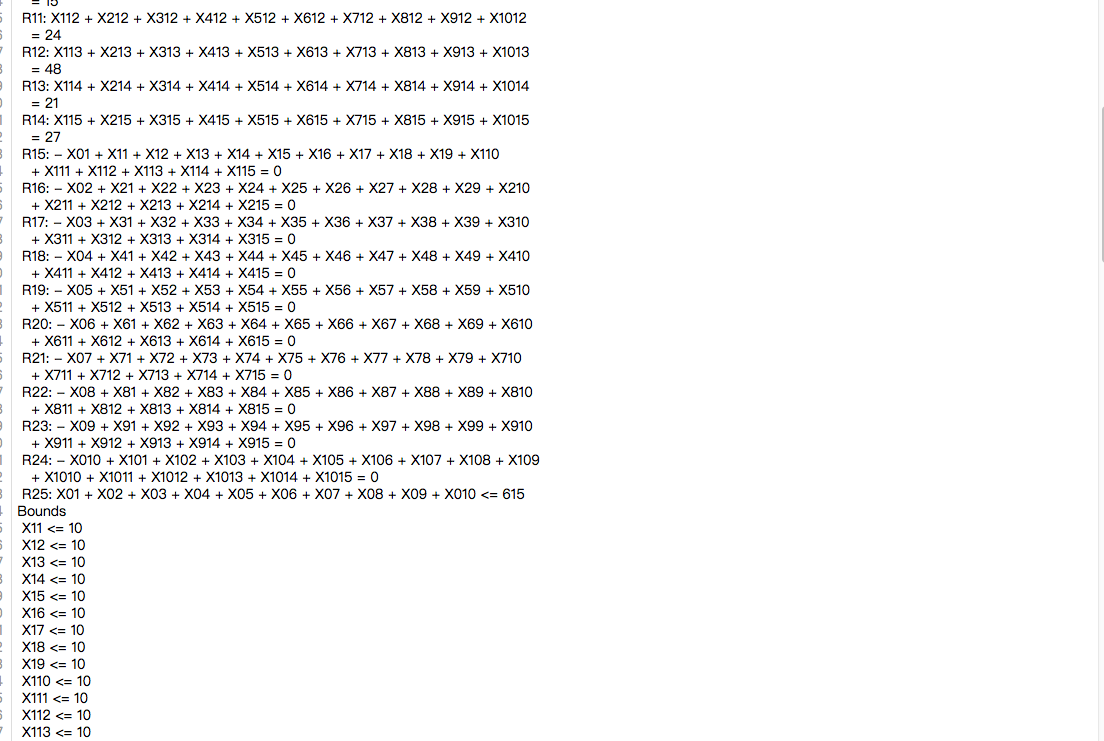 = 15
R11: X112 + X212 + X312 + X412 + X512 + X612 + X712 + X812 + X912 + X1012
= 24
R12: X113 + X213 + X313 + X413 + X513 + X613 + X713 + X813 + X913 + X1013
= 48
R13: X114 + X214 + X314 + X414 + X514 + X614 + X714 + X814 + X914 + X1014
= 21
R14: X115 + X215 + X315 + X415 + X515 + X615 + X715 + X815 + X915 + X1015
= 27
R15: – X01 + X11 + X12 + X13 + X14 + X15 + X16 + X17 + X18 + X19 + X110
+ X111 + X112 + X113 + X114 + X115 = 0
R16: – X02 + X21 + X22 + X23 + X24 + X25 + X26 + X27 + X28 + X29 + X210
+ X211 + X212 + X213 + X214 + X215 = 0
R17: – X03 + X31 + X32 + X33 + X34 + X35 + X36 + X37 + X38 + X39 + X310
+ X311 + X312 + X313 + X314 + X315 = 0
R18: – X04 + X41 + X42 + X43 + X44 + X45 + X46 + X47 + X48 + X49 + X410
+ X411 + X412 + X413 + X414 + X415 = 0
R19: – X05 + X51 + X52 + X53 + X54 + X55 + X56 + X57 + X58 + X59 + X510
+ X511 + X512 + X513 + X514 + X515 = 0
R20: – X06 + X61 + X62 + X63 + X64 + X65 + X66 + X67 + X68 + X69 + X610
+ X611 + X612 + X613 + X614 + X615 = 0
R21: – X07 + X71 + X72 + X73 + X74 + X75 + X76 + X77 + X78 + X79 + X710
+ X711 + X712 + X713 + X714 + X715 = 0
R22: – X08 + X81 + X82 + X83 + X84 + X85 + X86 + X87 + X88 + X89 + X810
+ X811 + X812 + X813 + X814 + X815 = 0
R23: – X09 + X91 + X92 + X93 + X94 + X95 + X96 + X97 + X98 + X99 + X910
+ X911 + X912 + X913 + X914 + X915 = 0
R24: – X010 + X101 + X102 + X103 + X104 + X105 + X106 + X107 + X108 + X109
+ X1010 + X1011 + X1012 + X1013 + X1014 + X1015 = 0
R25: X01 + X02 + X03 + X04 + X05 + X06 + X07 + X08 + X09 + X010 <= 615
Bounds
X11 <= 10
X12 <= 10
X13 <= 10
X14 <= 10
X15 <= 10
X16 <= 10
X17 <= 10
X18 <= 10
X19 <= 10
X110 <= 10
X111 <= 10
X112 <= 10
X113 <= 10